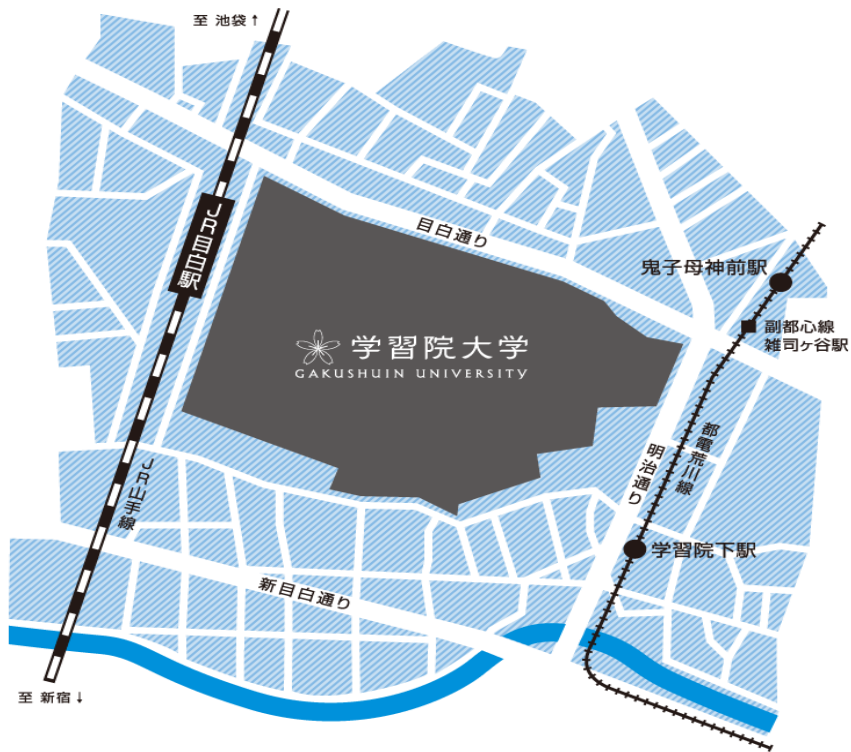 至 池袋↑
JR目白駅
目白通り
鬼子母神前駅
副都心線
雑司ヶ谷駅
学習院大学
GAKUSHUIN UNIVERSITY
都電荒川線
明治通り
JR山手線
学習院下駅
新目白通り
至 新宿↓